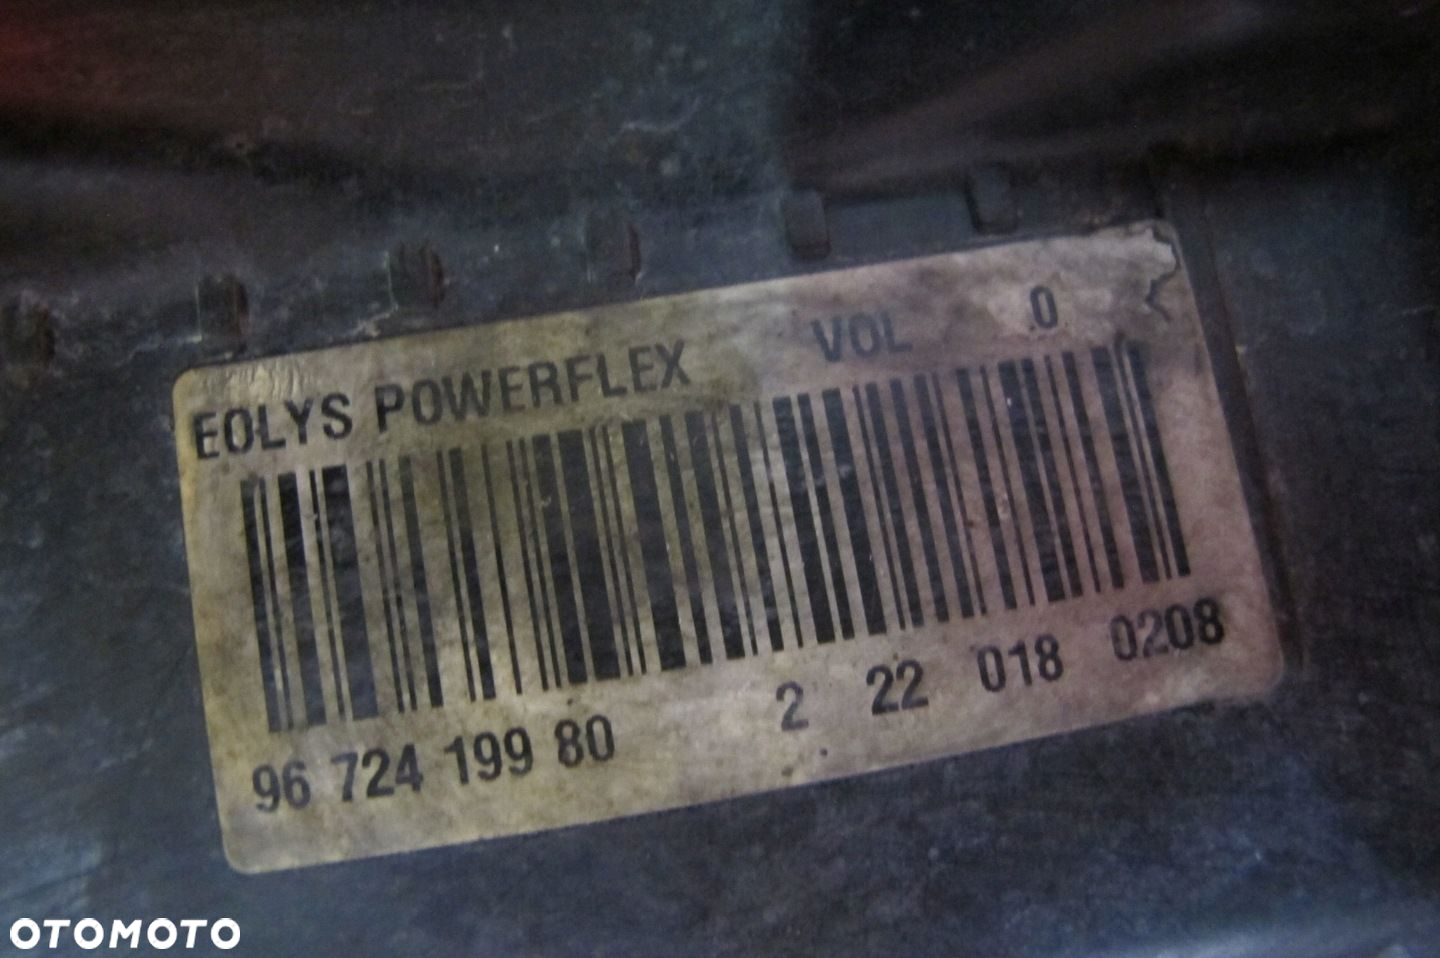 EOLYS POWERFLEX VOL 0
96 724 199 80 2 22 018 0208
OTOMOTO